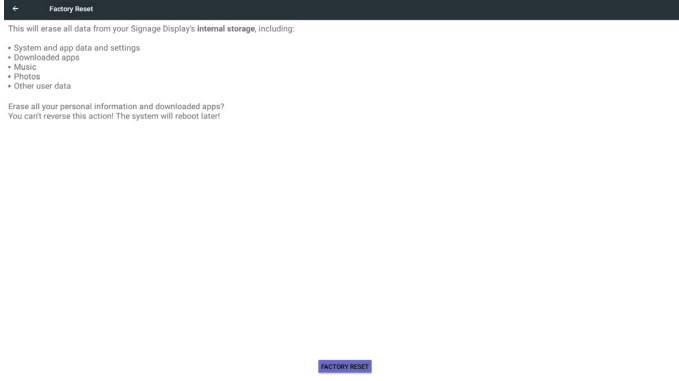 ← Factory Reset
This will erase all data from your Signage Display's internal storage, including:
• System and app data and settings
• Downloaded apps
• Music
• Photos
• Other user data
Erase all your personal information and downloaded apps?
You can't reverse this action! The system will reboot later!
FACTORY RESET